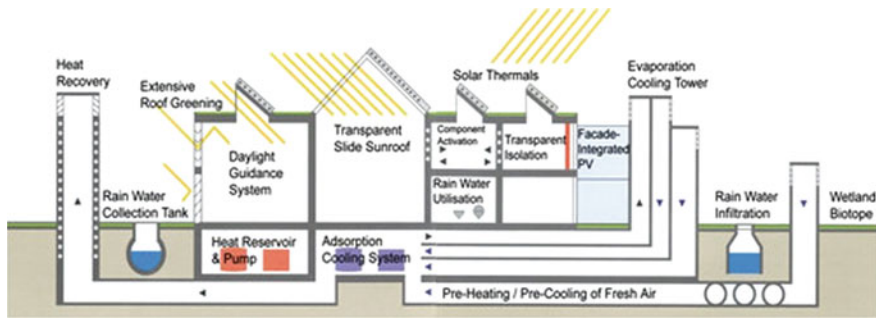 Heat
Recovery
Extensive
Roof Greening
Solar Thermals
Evaporation
Cooling Tower
Daylight
Guidance
System
Transparent
Slide Sunroof
Component
Activation
Transparent
Isolation
Facade-
Integrated
PV
Rain Water
Collection Tank
Rain Water
Utilisation
Rain Water
Infiltration
Wetland
Biotope
Heat Reservoir
& Pump
Adsorption
Cooling System
Pre-Heating / Pre-Cooling of Fresh Air